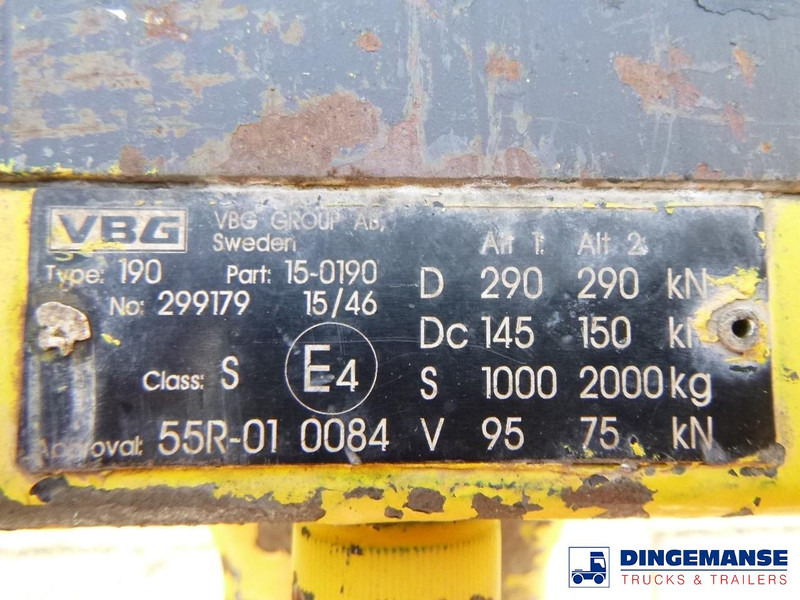 VBG
VBG GROUP AB,
Sweden
Type: 190 Part: 15-0190
No: 299179 15/46
Class: S E4
Approval: 55R-01 0084
Alt 1: Alt 2:
D 290 290 kN
Dc 145 150 kN
S 1000 2000 kg
V 95 75 kN
DINGEMANSE
TRUCKS & TRAILERS